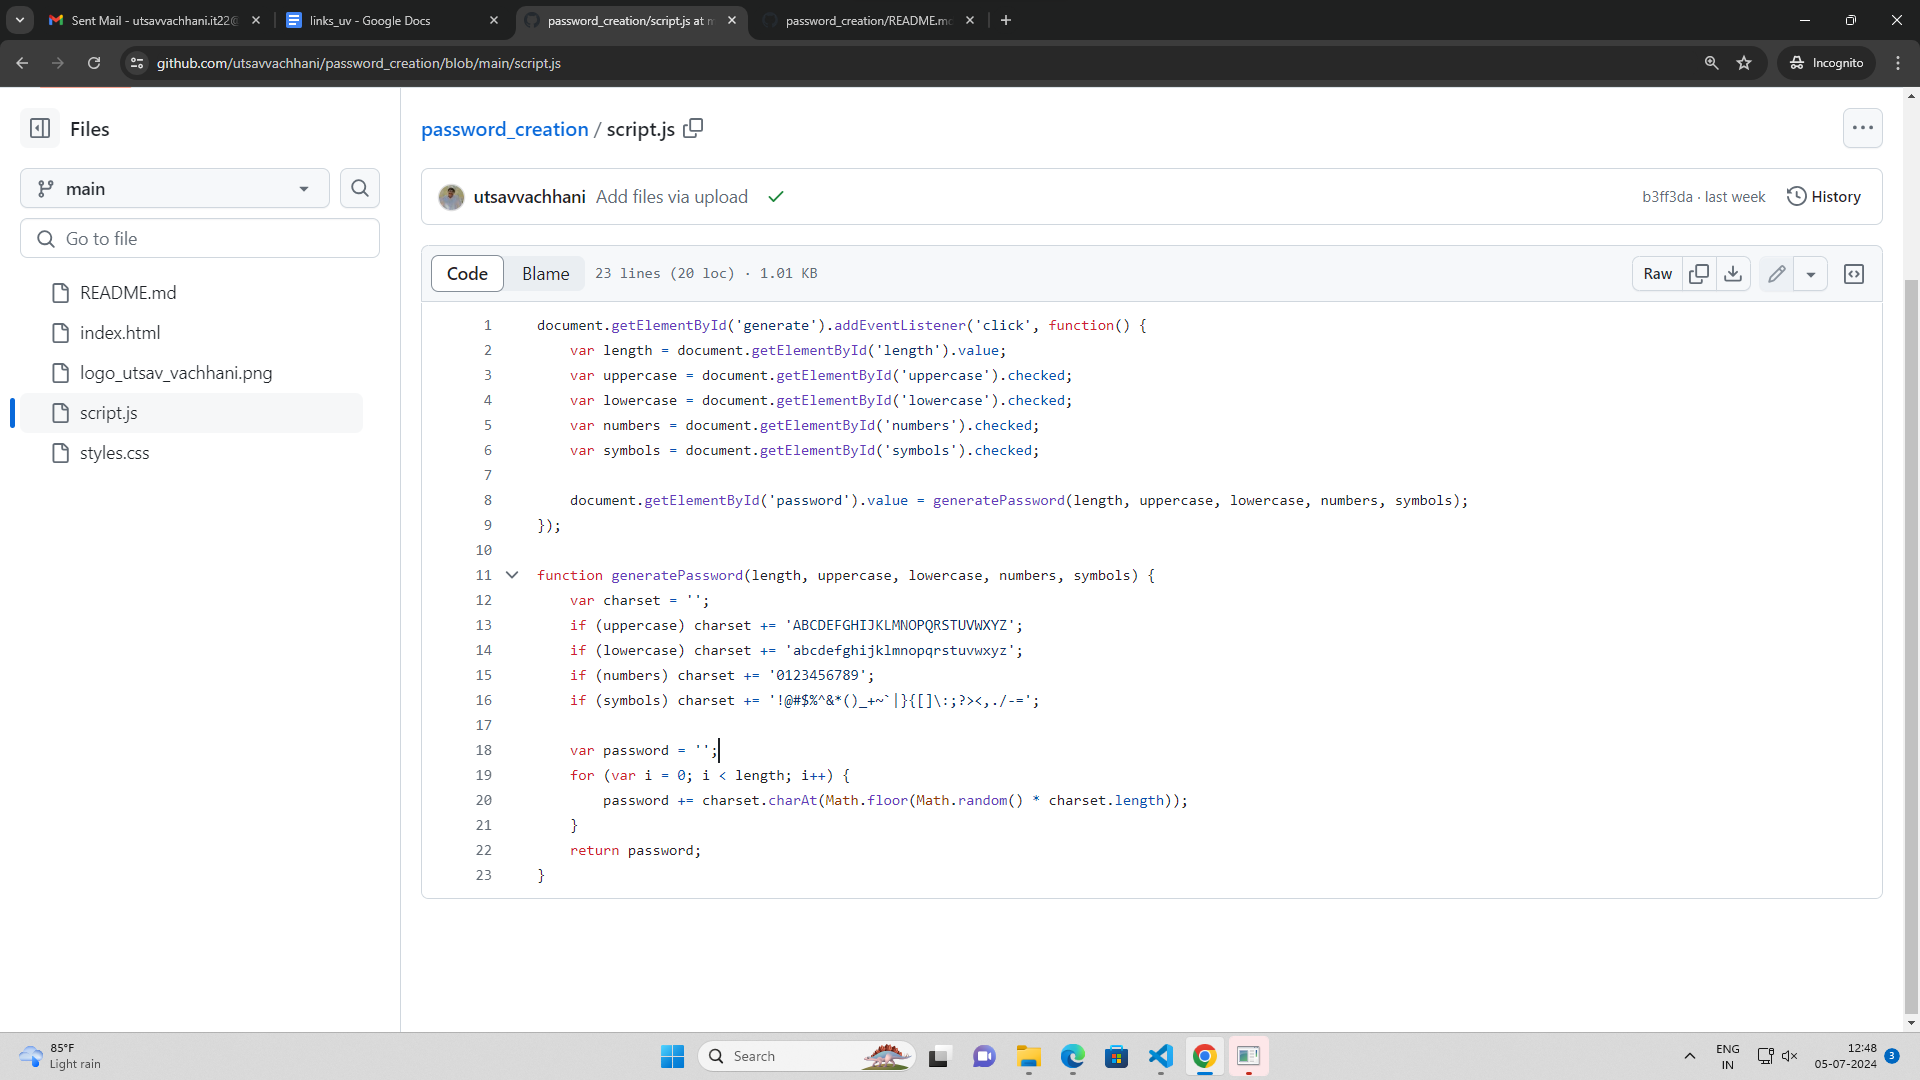 Sent Mail - utsavvachhani.it22@
links_uv - Google Docs
password_creation/script.js at m
password_creation/README.md
github.com/utsavvachhani/password_creation/blob/main/script.js
Incognito
Files
main
Go to file
README.md
index.html
logo_utsav_vachhani.png
script.js
styles.css
password_creation / script.js
utsavvachhani Add files via upload
b3ff3da · last week
History
Code Blame 23 lines (20 loc) · 1.01 KB
Raw
1 document.getElementById('generate').addEventListener('click', function() {
2 var length = document.getElementById('length').value;
3 var uppercase = document.getElementById('uppercase').checked;
4 var lowercase = document.getElementById('lowercase').checked;
5 var numbers = document.getElementById('numbers').checked;
6 var symbols = document.getElementById('symbols').checked;
7
8 document.getElementById('password').value = generatePassword(length, uppercase, lowercase, numbers, symbols);
9 });
10
11 function generatePassword(length, uppercase, lowercase, numbers, symbols) {
12 var charset = '';
13 if (uppercase) charset += 'ABCDEFGHIJKLMNOPQRSTUVWXYZ';
14 if (lowercase) charset += 'abcdefghijklmnopqrstuvwxyz';
15 if (numbers) charset += '0123456789';
16 if (symbols) charset += '!@#$%^&*()_+~`|}{[]\:;?><,./-=';
17
18 var password = '';
19 for (var i = 0; i < length; i++) {
20 password += charset.charAt(Math.floor(Math.random() * charset.length));
21 }
22 return password;
23 }
85°F
Light rain
Search
ENG
IN
12:48
05-07-2024
3